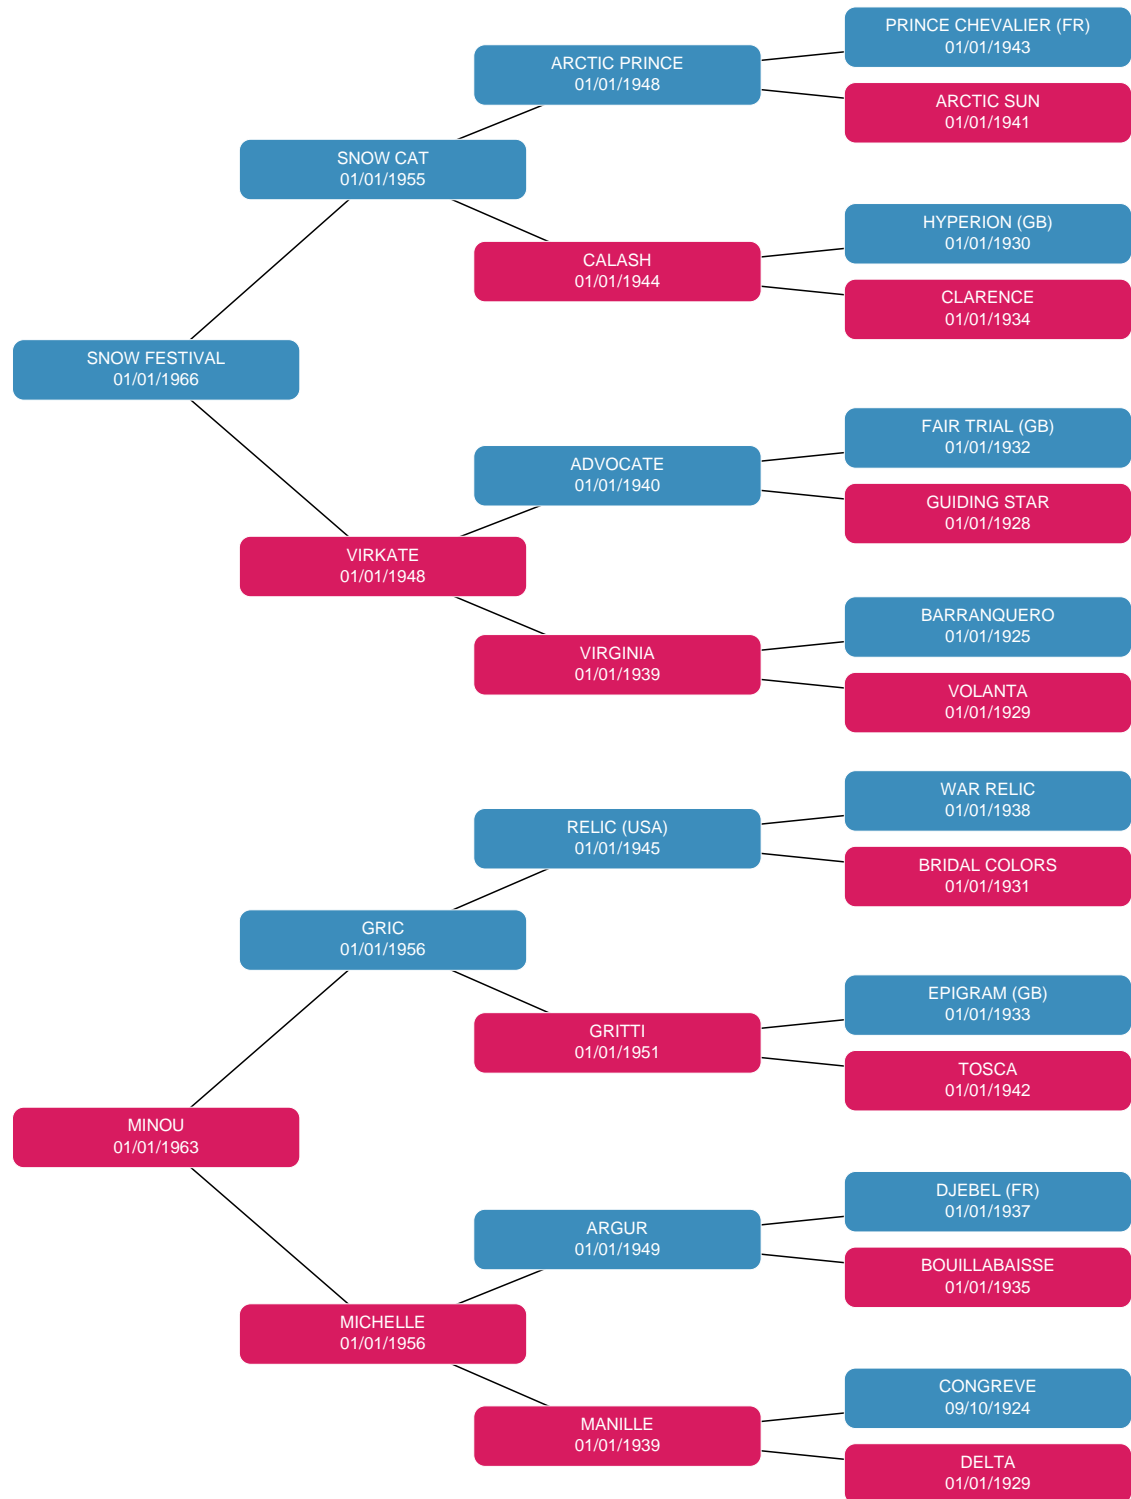 PRINCE CHEVALIER (FR)
01/01/1943
ARCTIC PRINCE
01/01/1948
ARCTIC SUN
01/01/1941
SNOW CAT
01/01/1955
HYPERION (GB)
01/01/1930
CALASH
01/01/1944
CLARENCE
01/01/1934
SNOW FESTIVAL
01/01/1966
FAIR TRIAL (GB)
01/01/1932
ADVOCATE
01/01/1940
GUIDING STAR
01/01/1928
VIRKATE
01/01/1948
BARRANQUERO
01/01/1925
VIRGINIA
01/01/1939
VOLANTA
01/01/1929
WAR RELIC
01/01/1938
RELIC (USA)
01/01/1945
BRIDAL COLORS
01/01/1931
GRIC
01/01/1956
EPIGRAM (GB)
01/01/1933
GRITTI
01/01/1951
TOSCA
01/01/1942
MINOU
01/01/1963
DJEBEL (FR)
01/01/1937
ARGUR
01/01/1949
BOUILLABAISSE
01/01/1935
MICHELLE
01/01/1956
CONGREVE
09/10/1924
MANILLE
01/01/1939
DELTA
01/01/1929